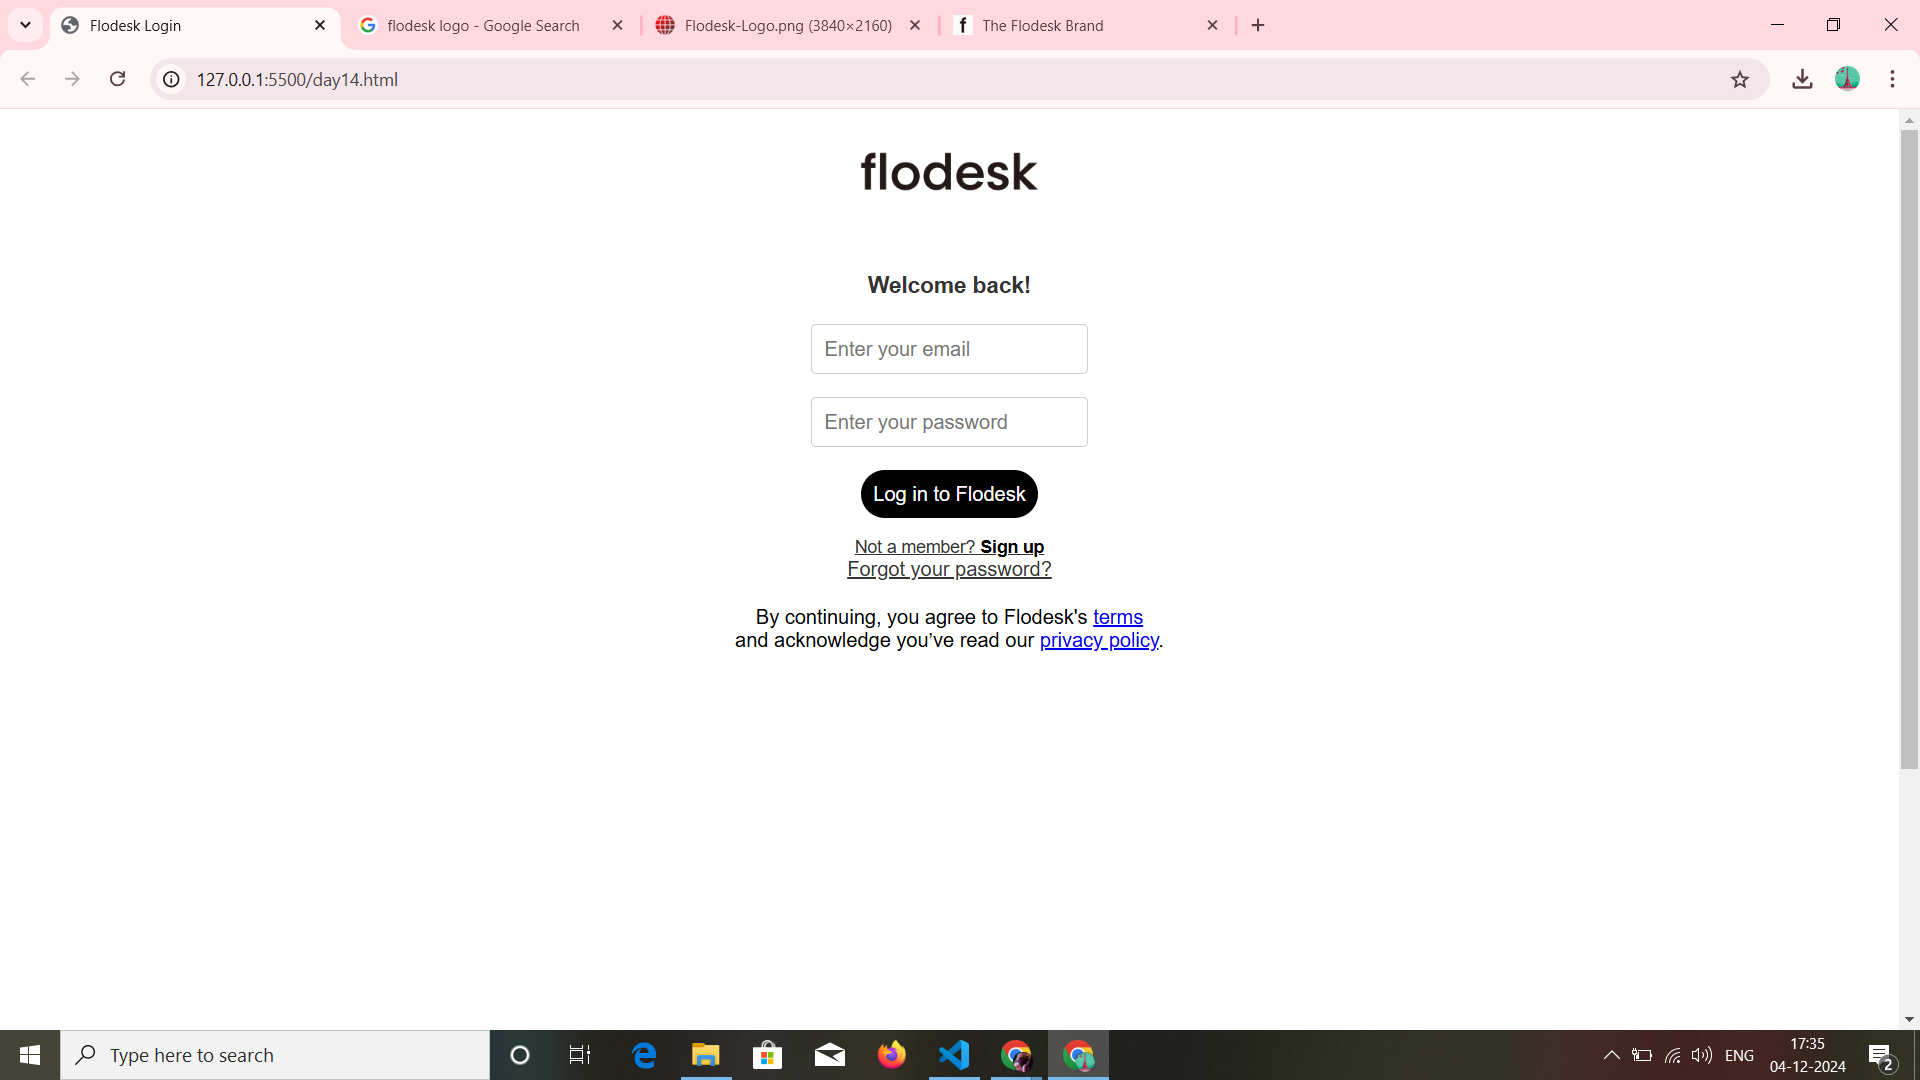 Flodesk Login
flodesk logo - Google Search
Flodesk-Logo.png (3840×2160)
f
The Flodesk Brand
127.0.0.1:5500/day14.html
flodesk
Welcome back!
Enter your email
Enter your password
Log in to Flodesk
Not a member? Sign up
Forgot your password?
By continuing, you agree to Flodesk's terms
and acknowledge you’ve read our privacy policy.
Type here to search
ENG
17:35
04-12-2024
2